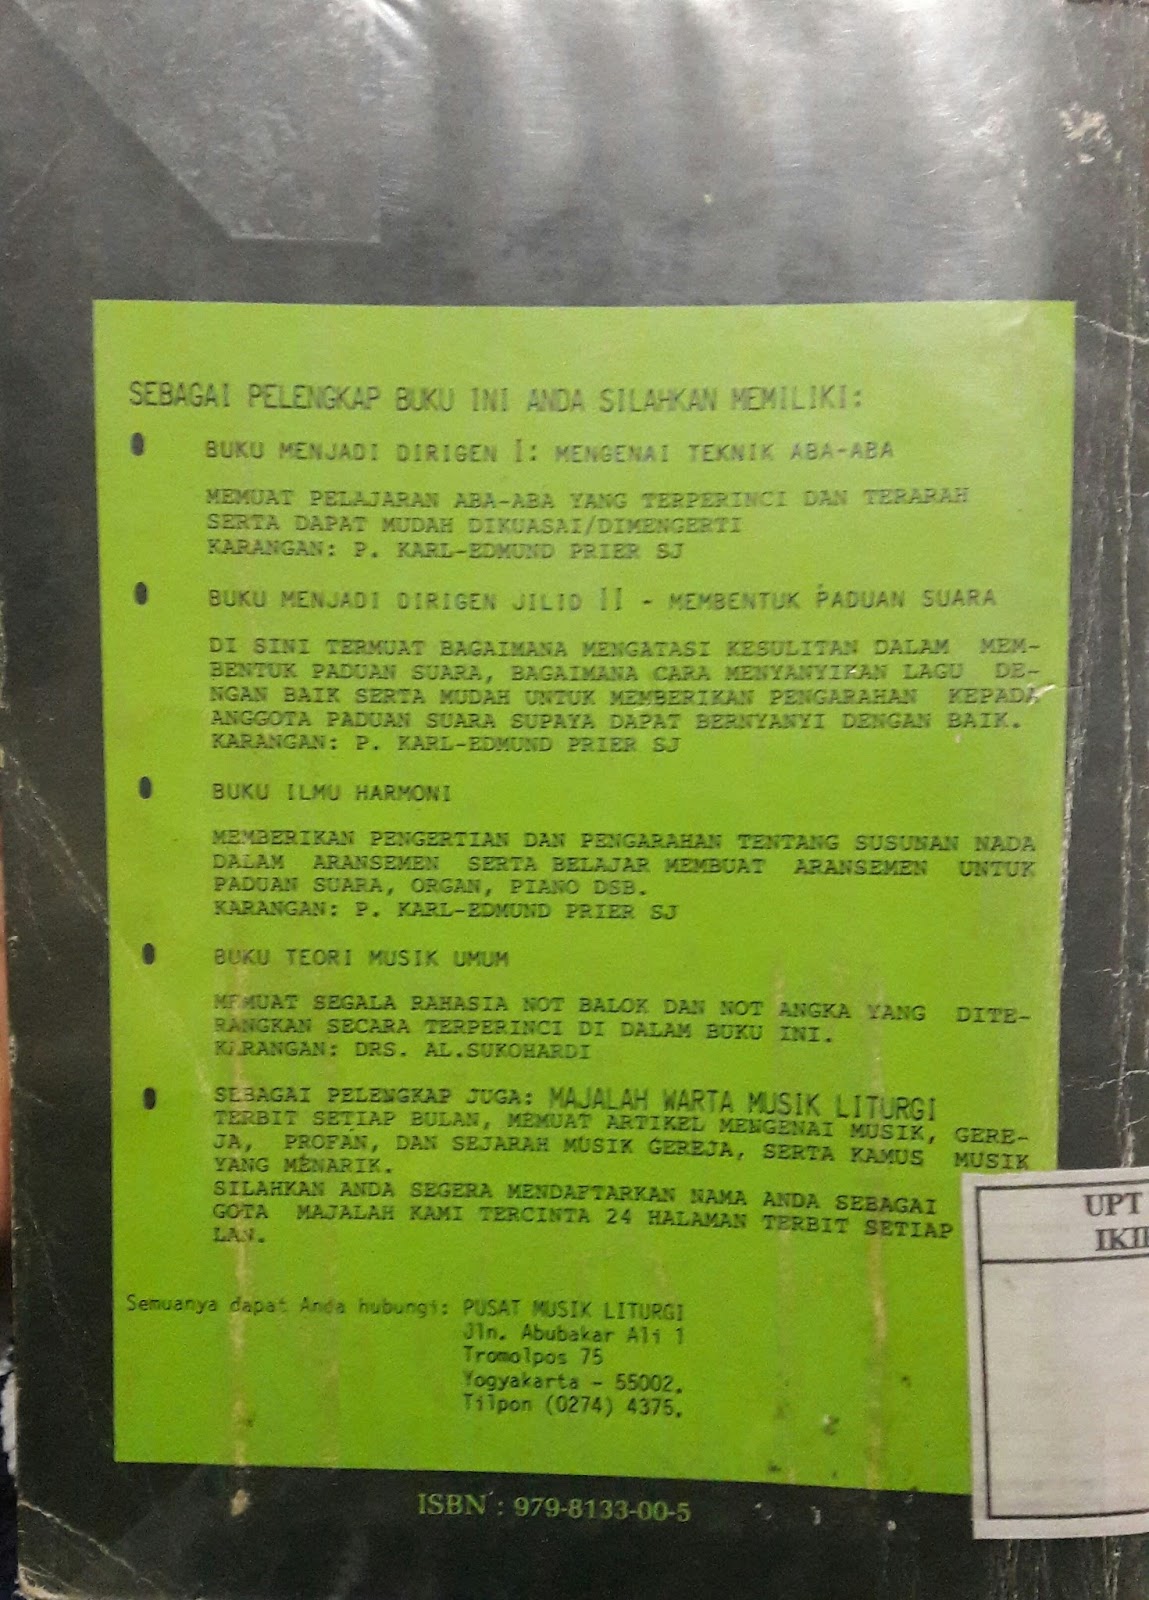 SEBAGAI PELENGKAP BUKU INI ANDA SILAHKAN MEMILIKI:
BUKU MENJADI DIRIGEN I: MENGENAI TEKNIK ABA-ABA
MEMUAT PELAJARAN ABA-ABA YANG TERPERINCI DAN TERARAH
SERTA DAPAT MUDAH DIKUASAI/DIMENGERTI
KARANGAN: P. KARL-EDMUND PRIER SJ
BUKU MENJADI DIRIGEN JILID II - MEMBENTUK PADUAN SUARA
DI SINI TERMUAT BAGAIMANA MENGATASI KESULITAN DALAM MEM-
BENTUK PADUAN SUARA, BAGAIMANA CARA MENYANYIKAN LAGU DE-
NGAN BAIK SERTA MUDAH UNTUK MEMBERIKAN PENGARAHAN KEPADA
ANGGOTA PADUAN SUARA SUPAYA DAPAT BERNYANYI DENGAN BAIK.
KARANGAN: P. KARL-EDMUND PRIER SJ
BUKU ILMU HARMONI
MEMBERIKAN PENGERTIAN DAN PENGARAHAN TENTANG SUSUNAN NADA
DALAM ARANSEMEN SERTA BELAJAR MEMBUAT ARANSEMEN UNTUK
PADUAN SUARA, ORGAN, PIANO DSB.
KARANGAN: P. KARL-EDMUND PRIER SJ
BUKU TEORI MUSIK UMUM
MEMUAT SEGALA RAHASIA NOT BALOK DAN NOT ANGKA YANG DITE-
RANGKAN SECARA TERPERINCI DI DALAM BUKU INI.
KARANGAN: DRS. AL.SUKOHARDI
SEBAGAI PELENGKAP JUGA: MAJALAH WARTA MUSIK LITURGI
TERBIT SETIAP BULAN, MEMUAT ARTIKEL MENGENAI MUSIK, GERE-
JA, PROFAN, DAN SEJARAH MUSIK GEREJA, SERTA KAMUS MUSIK
YANG MENARIK.
SILAHKAN ANDA SEGERA MENDAFTARKAN NAMA ANDA SEBAGAI
GOTA MAJALAH KAMI TERCINTA 24 HALAMAN TERBIT SETIAP
LAN.
UPT
IKIP
Semuanya dapat Anda hubungi: PUSAT MUSIK LITURGI
Jln. Abubakar Ali 1
Tromolpos 75
Yogyakarta - 55002.
Tilpon (0274) 4375.
ISBN : 979-8133-00-5